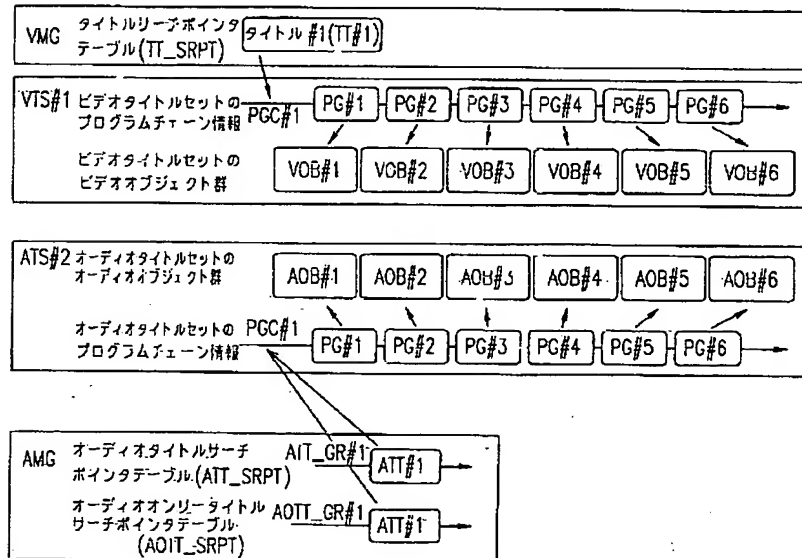 VMG
タイトルリーチポインタ
テーブル(TT_SRPT)
タイトル #1(TT#1)
VTS#1
ビデオタイトルセットの
プログラムチェーン情報
PGC#1
PG#1 PG#2 PG#3 PG#4 PG#5 PG#6
ビデオタイトルセットの
ビデオオブジェクト群
VOB#1 VOB#2 VOB#3 VOB#4 VOB#5 VOB#6
ATS#2
オーディオタイトルセットの
オーディオオブジェクト群
AOB#1 AOB#2 AOB#3 AOB#4 AOB#5 AOB#6
オーディオタイトルセットの
プログラムチェーン情報
PGC#1
PG#1 PG#2 PG#3 PG#4 PG#5 PG#6
AMG
オーディオタイトルサーチ
ポインタテーブル(ATT_SRPT)
ATT_GR#1
ATT#1
オーディオオンリータイトル
サーチポインタテーブル
(AOTT_SRPT)
AOTT_GR#1
ATT#1